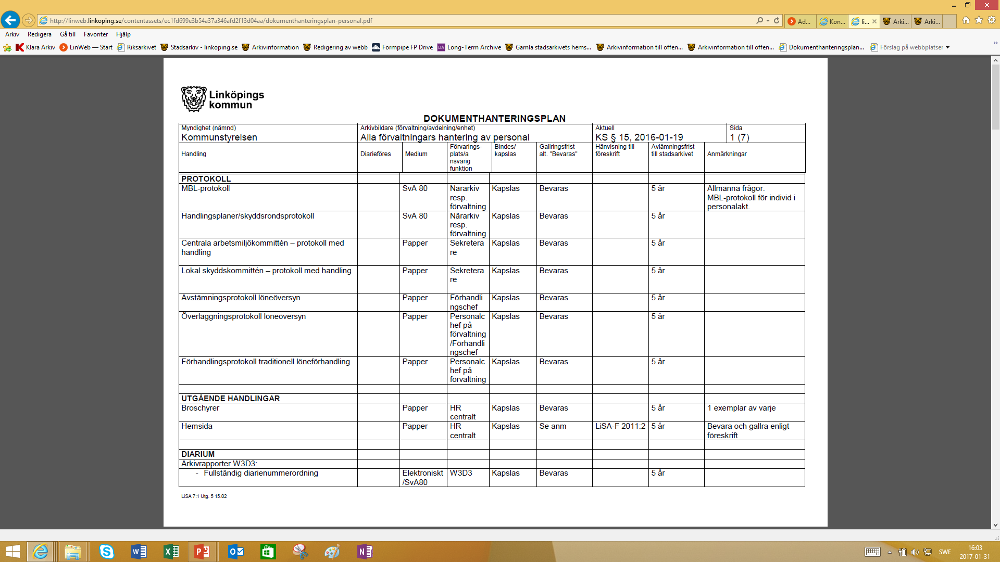 http://linweb.linkoping.se/contentassets/ec1fd699e3b54a37a346afd2f13d04aa/dokumenthanteringsplan-personal.pdf
Ad...
Kon...
li...
Arki...
Arki...
Arkiv Redigera Gå till Favoriter Hjälp
Klara Arkiv LinWeb — Start Riksarkivet Stadsarkiv - linkoping.se Arkivinformation Redigering av webb Formpipe FP Drive LTA Long-Term Archive Gamla stadsarkivets hems... Arkivinformation till offen... Arkivinformation till offen... Dokumenthanteringsplan... Förslag på webbplatser
Linköpings
kommun
DOKUMENTHANTERINGSPLAN
Myndighet (nämnd)
Kommunstyrelsen
Arkivbildare (förvaltning/avdelning/enhet)
Alla förvaltningars hantering av personal
Aktuell
KS § 15, 2016-01-19
Sida
1 (7)
Handling
Diarieföres
Medium
Förvarings-
plats/a
nsvarig
funktion
Bindes/
kapslas
Gallringsfrist
alt. "Bevaras"
Hänvisning till
föreskrift
Avlämningsfrist
till stadsarkivet
Anmärkningar
PROTOKOLL
MBL-protokoll
SvA 80
Närarkiv
resp.
förvaltning
Kapslas
Bevaras
5 år
Allmänna frågor.
MBL-protokoll för individ i
personalakt.
Handlingsplaner/skyddsrondsprotokoll
SvA 80
Närarkiv
resp.
förvaltning
Kapslas
Bevaras
5 år
Centrala arbetsmiljökommittén – protokoll med
handling
Papper
Sekretera
re
Kapslas
Bevaras
5 år
Lokal skyddskommittén – protokoll med handling
Papper
Sekretera
re
Kapslas
Bevaras
5 år
Avstämningsprotokoll löneöversyn
Papper
Förhandli
ngschef
Kapslas
Bevaras
5 år
Överläggningsprotokoll löneöversyn
Papper
Personalc
hef på
förvaltning
/Förhandli
ngschef
Kapslas
Bevaras
5 år
Förhandlingsprotokoll traditionell löneförhandling
Papper
Personalc
hef på
förvaltning
Kapslas
Bevaras
5 år
UTGÅENDE HANDLINGAR
Broschyrer
Papper
HR
centralt
Kapslas
Bevaras
5 år
1 exemplar av varje
Hemsida
Papper
HR
centralt
Kapslas
Se anm
LiSA-F 2011:2
5 år
Bevara och gallra enligt
föreskrift
DIARIUM
Arkivrapporter W3D3:
- Fullständig diarienummerordning
Elektroniskt
/SvA80
W3D3
Kapslas
Bevaras
5 år
LiSA 7:1 Utg. 5 15.02
SWE
16:03
2017-01-31